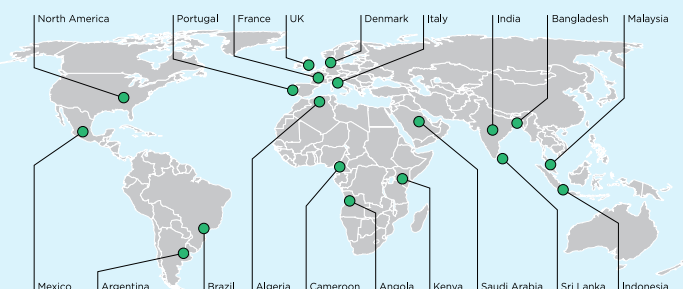 North America
Portugal
France
UK
Denmark
Italy
India
Bangladesh
Malaysia
Mexico
Argentina
Brazil
Algeria
Cameroon
Angola
Kenya
Saudi Arabia
Sri Lanka
Indonesia